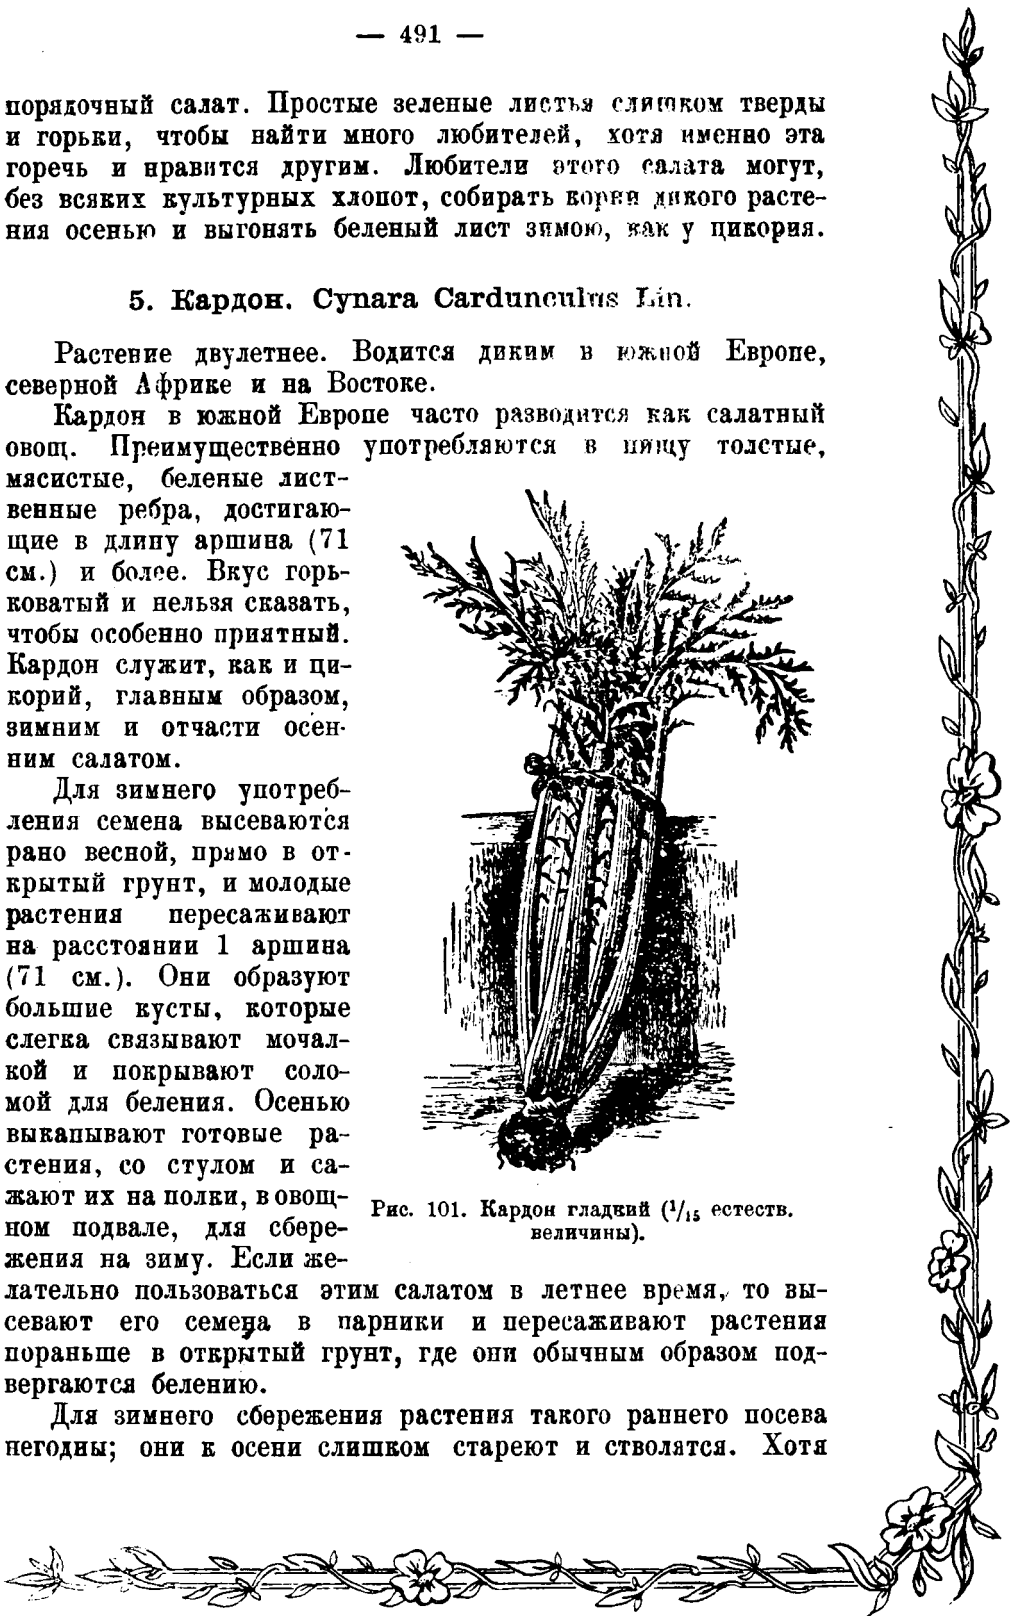 — 491 —
порядочный салат. Простые зеленые листья слишком тверды
и горьки, чтобы найти много любителей, хотя именно эта
горечь и нравится другим. Любители этого салата могут,
без всяких культурных хлопот, собирать корни дикого расте-
ния осенью и выгонять беленый лист зимою, как у цикория.
5. Кардон. Cynara Cardunculus Lin.
Растение двулетнее. Водится диким в южной Европе,
северной Африке и на Востоке.
Кардон в южной Европе часто разводится как салатный
овощ. Преимущественно употребляются в пищу толстые,
мясистые, беленые лист-
венные ребра, достигаю-
щие в длину аршина (71
см.) и более. Вкус горь-
коватый и нельзя сказать,
чтобы особенно приятный.
Кардон служит, как и ци-
корий, главным образом,
зимним и отчасти осен-
ним салатом.
Для зимнего употреб-
ления семена высеваются
рано весной, прямо в от-
крытый грунт, и молодые
растения пересаживают
на расстоянии 1 аршина
(71 см.). Они образуют
большие кусты, которые
слегка связывают мочал-
кой и покрывают соло-
мой для беления. Осенью
выкапывают готовые ра-
стения, со стулом и са-
жают их на полки, в овощ-
ном подвале, для сбере-
жения на зиму. Если же-
Рис. 101. Кардон гладкий (1/15 естеств.
величины).
лательно пользоваться этим салатом в летнее время, то вы-
севают его семена в парники и пересаживают растения
пораньше в открытый грунт, где они обычным образом под-
вергаются белению.
Для зимнего сбережения растения такого раннего посева
негодны; они к осени слишком стареют и стволятся. Хотя